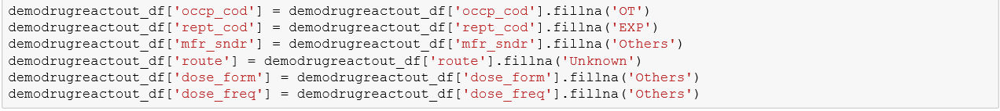 demodrugreactout_df['occp_cod'] = demodrugreactout_df['occp_cod'].fillna('OT')
demodrugreactout_df['rept_cod'] = demodrugreactout_df['rept_cod'].fillna('EXP')
demodrugreactout_df['mfr_sndr'] = demodrugreactout_df['mfr_sndr'].fillna('Others')
demodrugreactout_df['route'] = demodrugreactout_df['route'].fillna('Unknown')
demodrugreactout_df['dose_form'] = demodrugreactout_df['dose_form'].fillna('Others')
demodrugreactout_df['dose_freq'] = demodrugreactout_df['dose_freq'].fillna('Others')